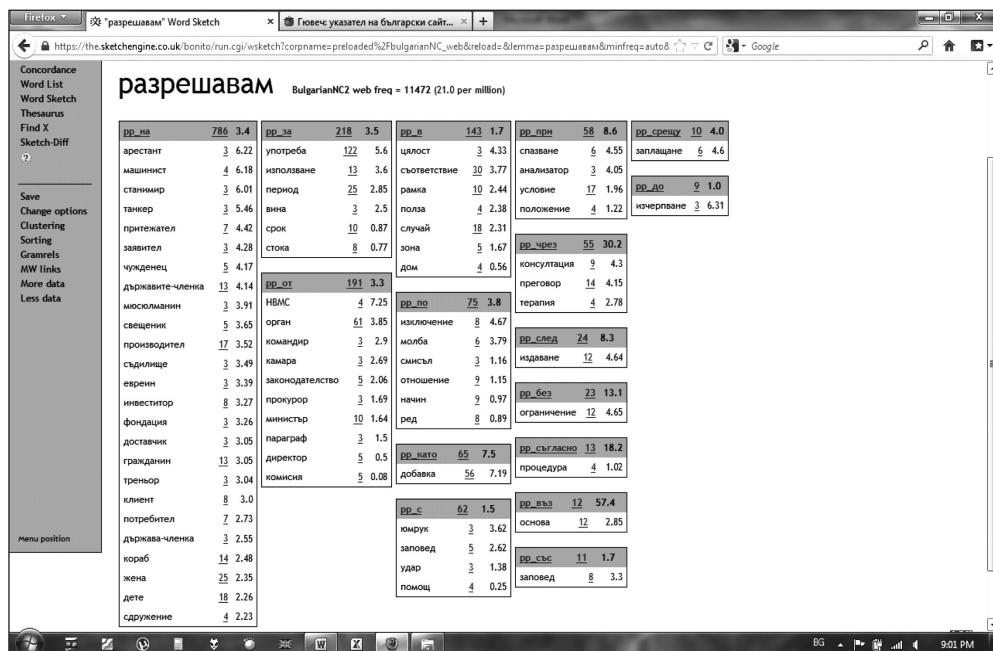 Firefox
"разрешавам" Word Sketch × Гювеч: указател на български сайт... × +
https://the.sketchengine.co.uk/bonito/run.cgi/wsketch?corpname=preloaded%2FbulgarianNC_web&reload=&lemma=разрешавам&minfreq=auto& Google
Concordance
Word List
Word Sketch
Thesaurus
Find X
Sketch-Diff
?
Save
Change options
Clustering
Sorting
Gramrels
MW links
More data
Less data
Menu position
разрешавам BulgarianNC2 web freq = 11472 (21.0 per million)
pp_на 786 3.4
арестант 3 6.22
машинист 4 6.18
станимир 3 6.01
танкер 3 5.46
притежател 7 4.42
заявител 3 4.28
чужденец 5 4.17
държавите-членка 13 4.14
мюсюлманин 3 3.91
свещеник 5 3.65
производител 17 3.52
съдилище 3 3.49
евреин 3 3.39
инвеститор 8 3.27
фондация 3 3.26
доставчик 3 3.05
гражданин 13 3.05
треньор 3 3.04
клиент 8 3.0
потребител 7 2.73
държава-членка 3 2.55
кораб 14 2.48
жена 25 2.35
дете 18 2.26
сдружение 4 2.23
pp_за 218 3.5
употреба 122 5.6
използване 13 3.6
период 25 2.85
вина 3 2.5
срок 10 0.87
стока 8 0.77
pp_от 191 3.3
НВМС 4 7.25
орган 61 3.85
командир 3 2.9
камара 3 2.69
законодателство 5 2.06
прокурор 3 1.69
министър 10 1.64
параграф 3 1.5
директор 5 0.5
комисия 5 0.08
pp_в 143 1.7
цялост 3 4.33
съответствие 30 3.77
рамка 10 2.44
полза 4 2.38
случай 18 2.31
зона 5 1.67
дом 4 0.56
pp_по 75 3.8
изключение 8 4.67
молба 6 3.79
смисъл 3 1.16
отношение 9 1.15
начин 9 0.97
ред 8 0.89
pp_като 65 7.5
добавка 56 7.19
pp_с 62 1.5
юмрук 3 3.62
заповед 5 2.62
удар 3 1.38
помощ 4 0.25
pp_при 58 8.6
спазване 6 4.55
анализатор 3 4.05
условие 17 1.96
положение 4 1.22
pp_чрез 55 30.2
консултация 9 4.3
преговор 14 4.15
терапия 4 2.78
pp_след 24 8.3
издаване 12 4.64
pp_без 23 13.1
ограничение 12 4.65
pp_съгласно 13 18.2
процедура 4 1.02
pp_въз 12 57.4
основа 12 2.85
pp_със 11 1.7
заповед 8 3.3
pp_срещу 10 4.0
заплащане 6 4.6
pp_до 9 1.0
изчерпване 3 6.31
BG 9:01 PM